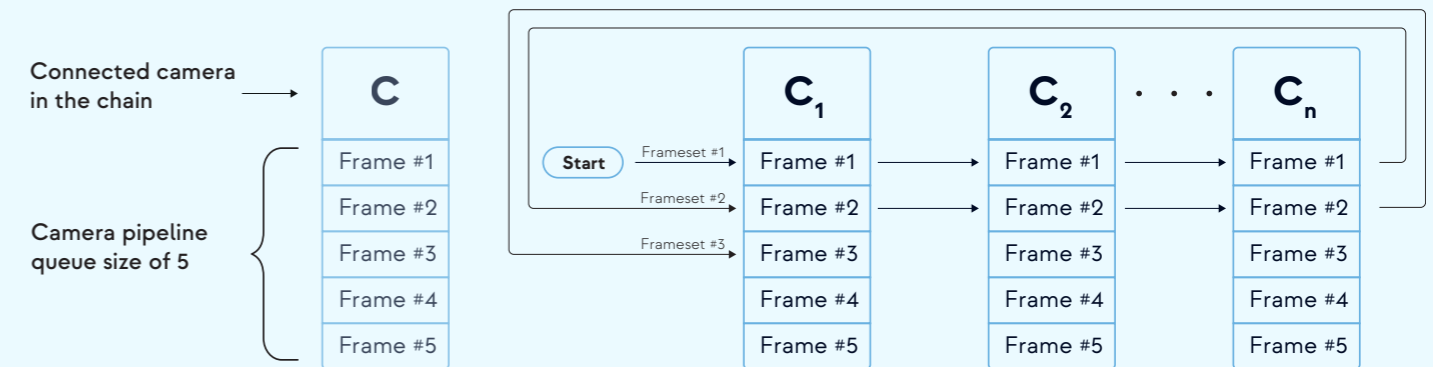 Connected camera
in the chain
C
Frame #1
Frame #2
Frame #3
Frame #4
Frame #5
Camera pipeline
queue size of 5
Start
Frameset #1
Frameset #2
Frameset #3
C1
Frame #1
Frame #2
Frame #3
Frame #4
Frame #5
C2
Frame #1
Frame #2
Frame #3
Frame #4
Frame #5
. . .
Cn
Frame #1
Frame #2
Frame #3
Frame #4
Frame #5